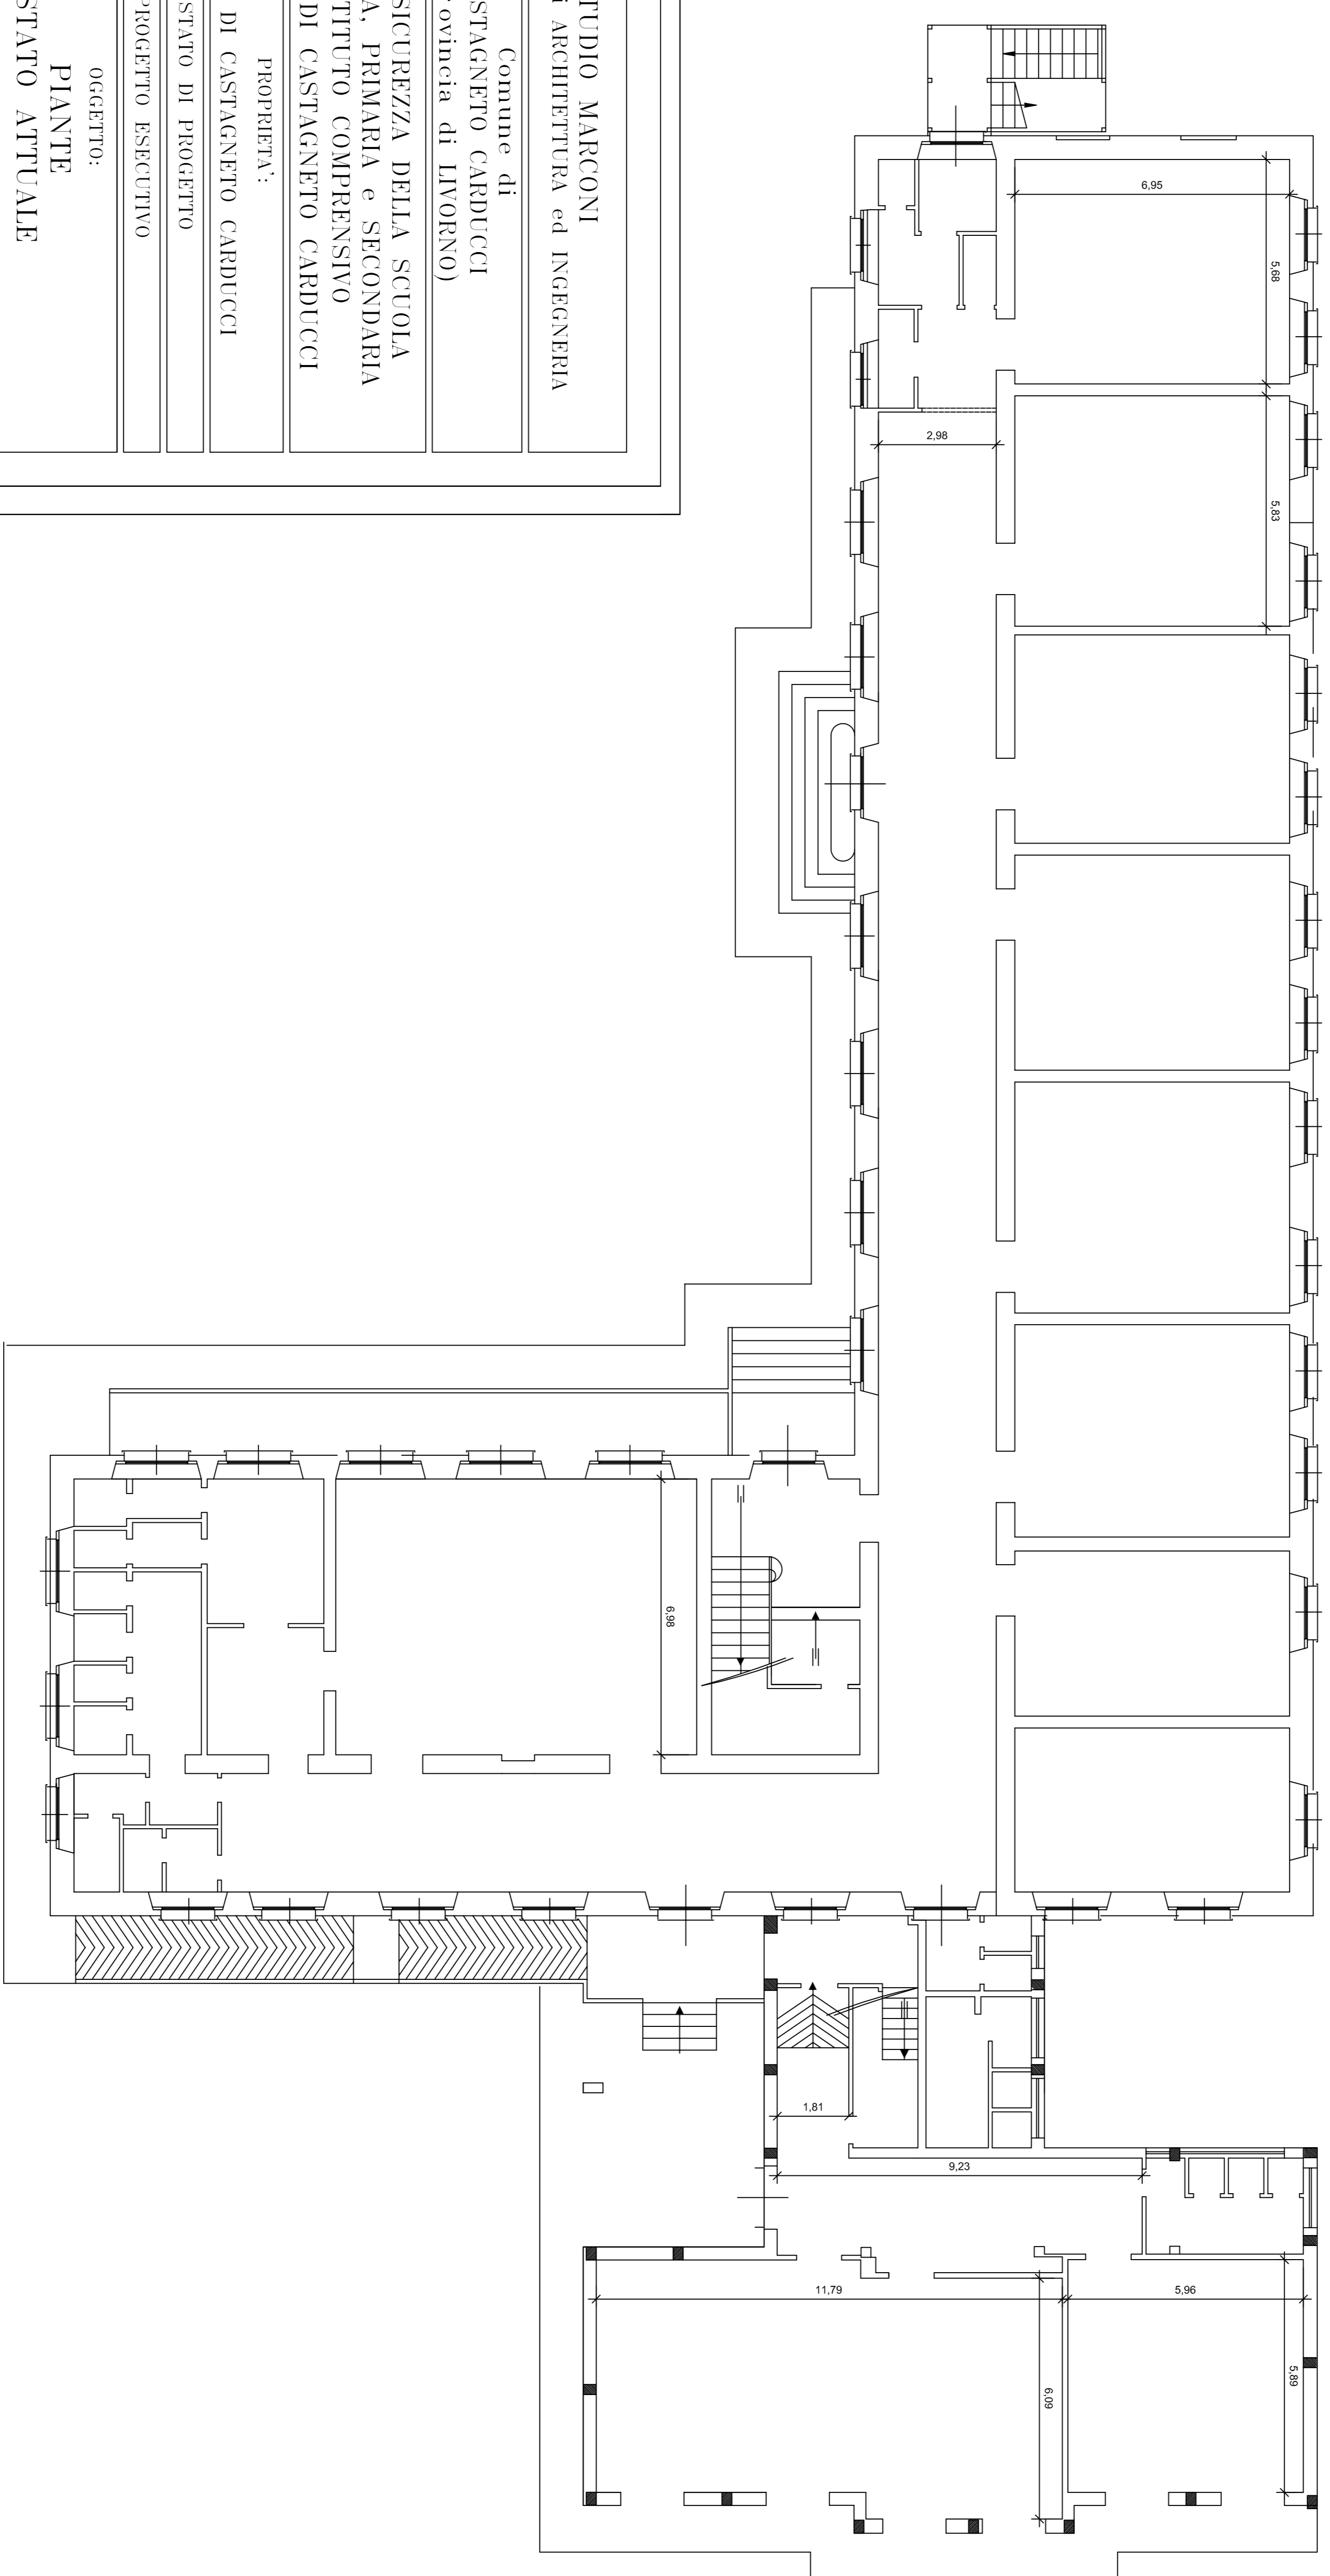 TUDIO MARCONI
i ARCHITETTURA ed INGEGNERIA
Comune di
STAGNETO CARDUCCI
rovincia di LIVORNO)
SICUREZZA DELLA SCUOLA
A, PRIMARIA e SECONDARIA
TITUTO COMPRENSIVO
DI CASTAGNETO CARDUCCI
PROPRIETA':
DI CASTAGNETO CARDUCCI
STATO DI PROGETTO
PROGETTO ESECUTIVO
OGGETTO:
PIANTE
STATO ATTUALE
6,95
5,68
2,98
5,83
6,98
1,81
9,23
11,79
5,96
5,89
6,09